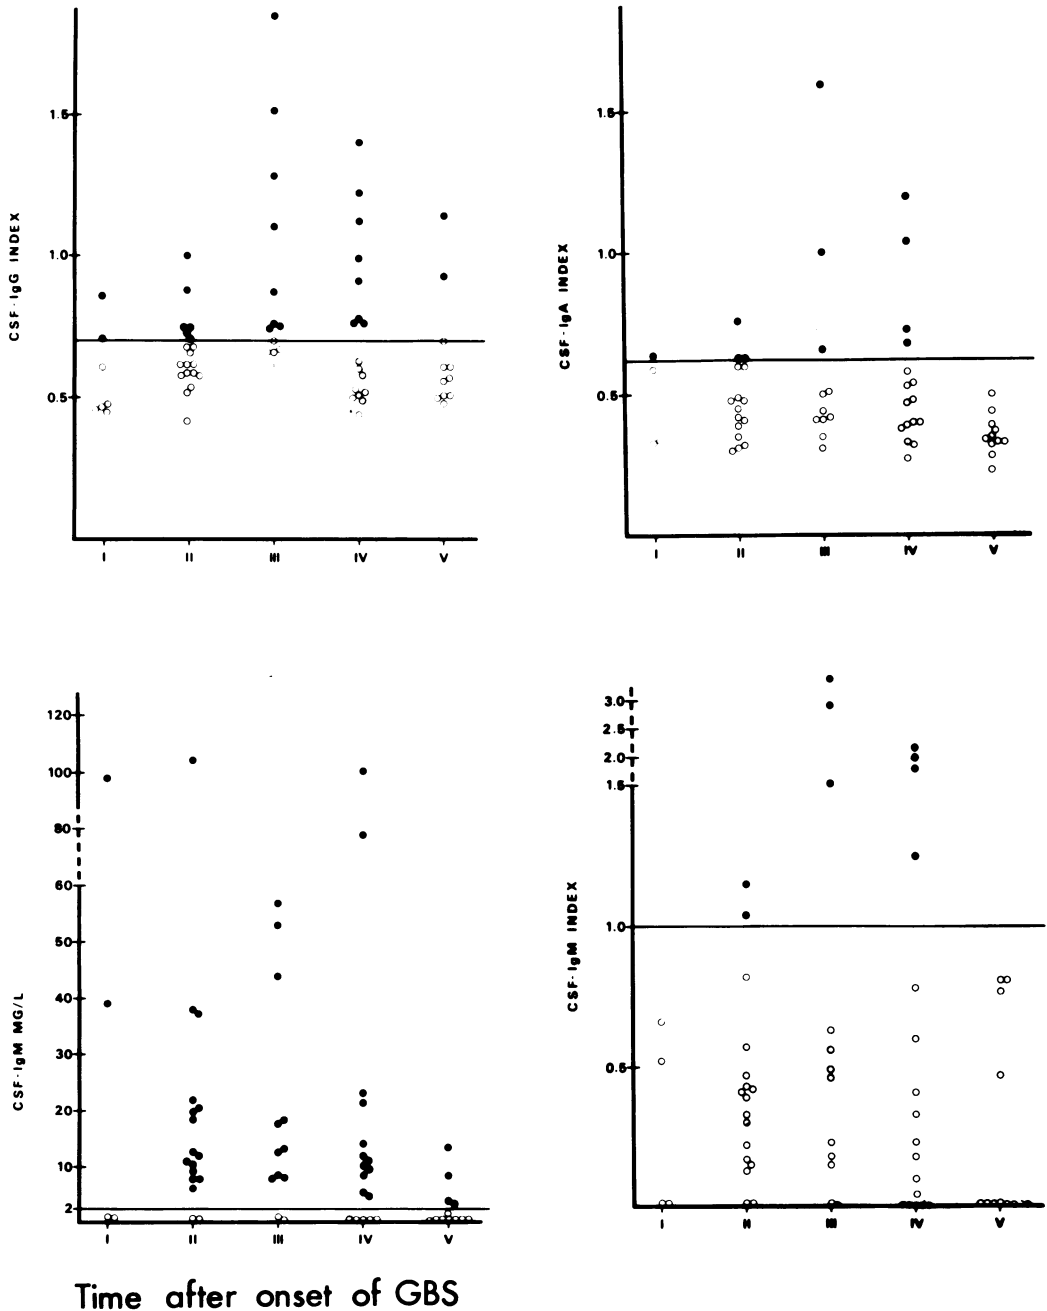 CSF-IgG INDEX
1.5
1.0
0.5
I II III IV V
CSF-IgA INDEX
1.5
1.0
0.5
I II III IV V
CSF-IgM MG/L
120
100
80
60
50
40
30
20
10
2
I II III IV V
CSF-IgM INDEX
3.0
2.5
2.0
1.5
1.0
0.5
I II III IV V
Time after onset of GBS